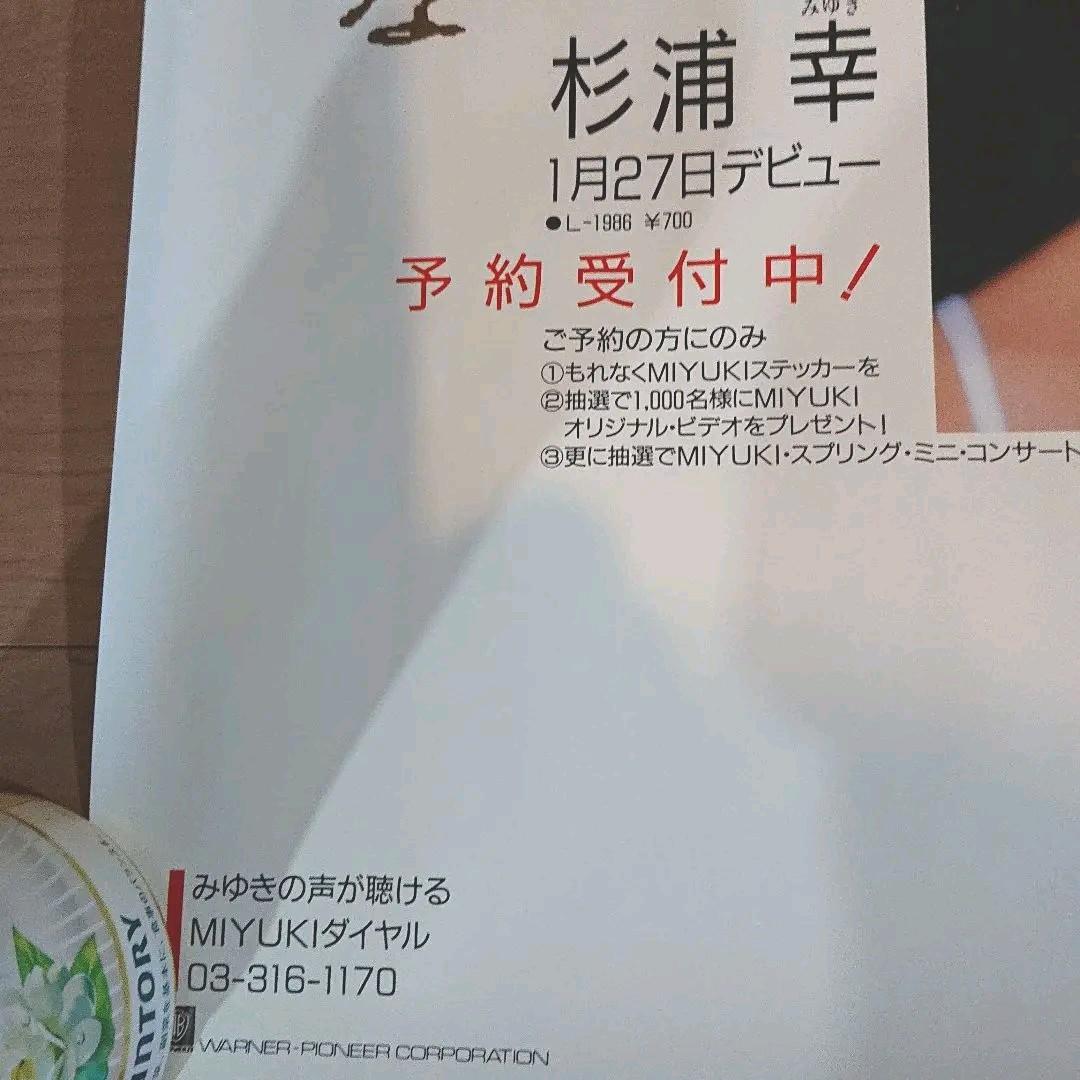 みゆき
杉浦 幸
1月27日デビュー
●L-1986 ¥700
予約受付中!
ご予約の方にのみ
①もれなくMIYUKIステッカーを
②抽選で1,000名様にMIYUKI
オリジナル・ビデオをプレゼント!
③更に抽選でMIYUKI・スプリング・ミニ・コンサート
みゆきの声が聴ける
MIYUKIダイヤル
03-316-1170
WARNER-PIONEER CORPORATION
UNTORY